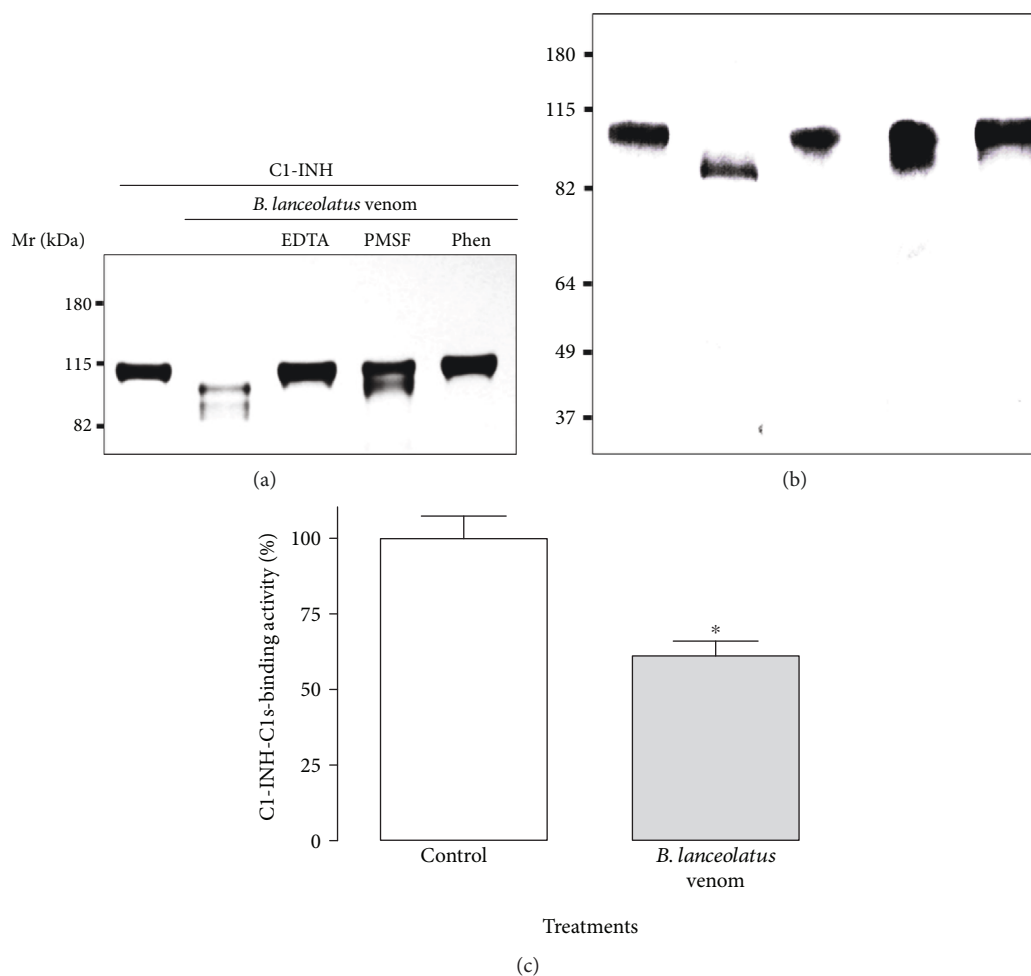 C1-INH
B. lanceolatus venom
Mr (kDa)
EDTA
PMSF
Phen
180
115
82
(a)
180
115
82
64
49
37
(b)
C1-INH-C1s-binding activity (%)
100
75
50
25
0
*
Control
B. lanceolatus
venom
Treatments
(c)